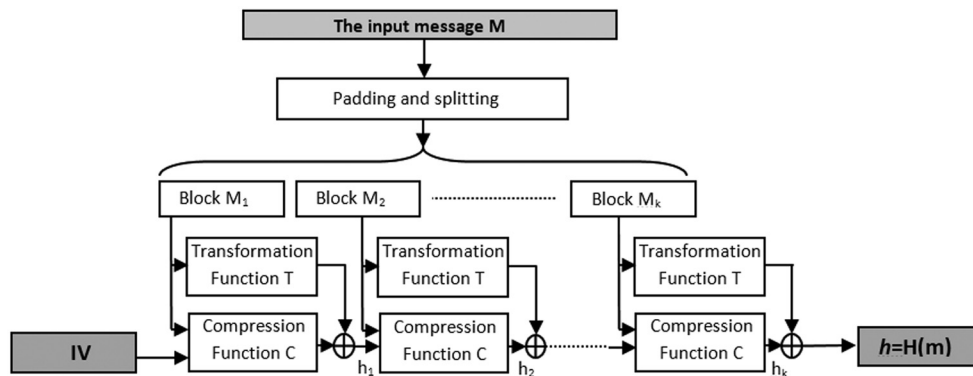 The input message M
Padding and splitting
Block M₁
Block M₂
Block Mₖ
Transformation
Function T
Transformation
Function T
Transformation
Function T
IV
Compression
Function C
h₁
Compression
Function C
h₂
Compression
Function C
hₖ
h=H(m)